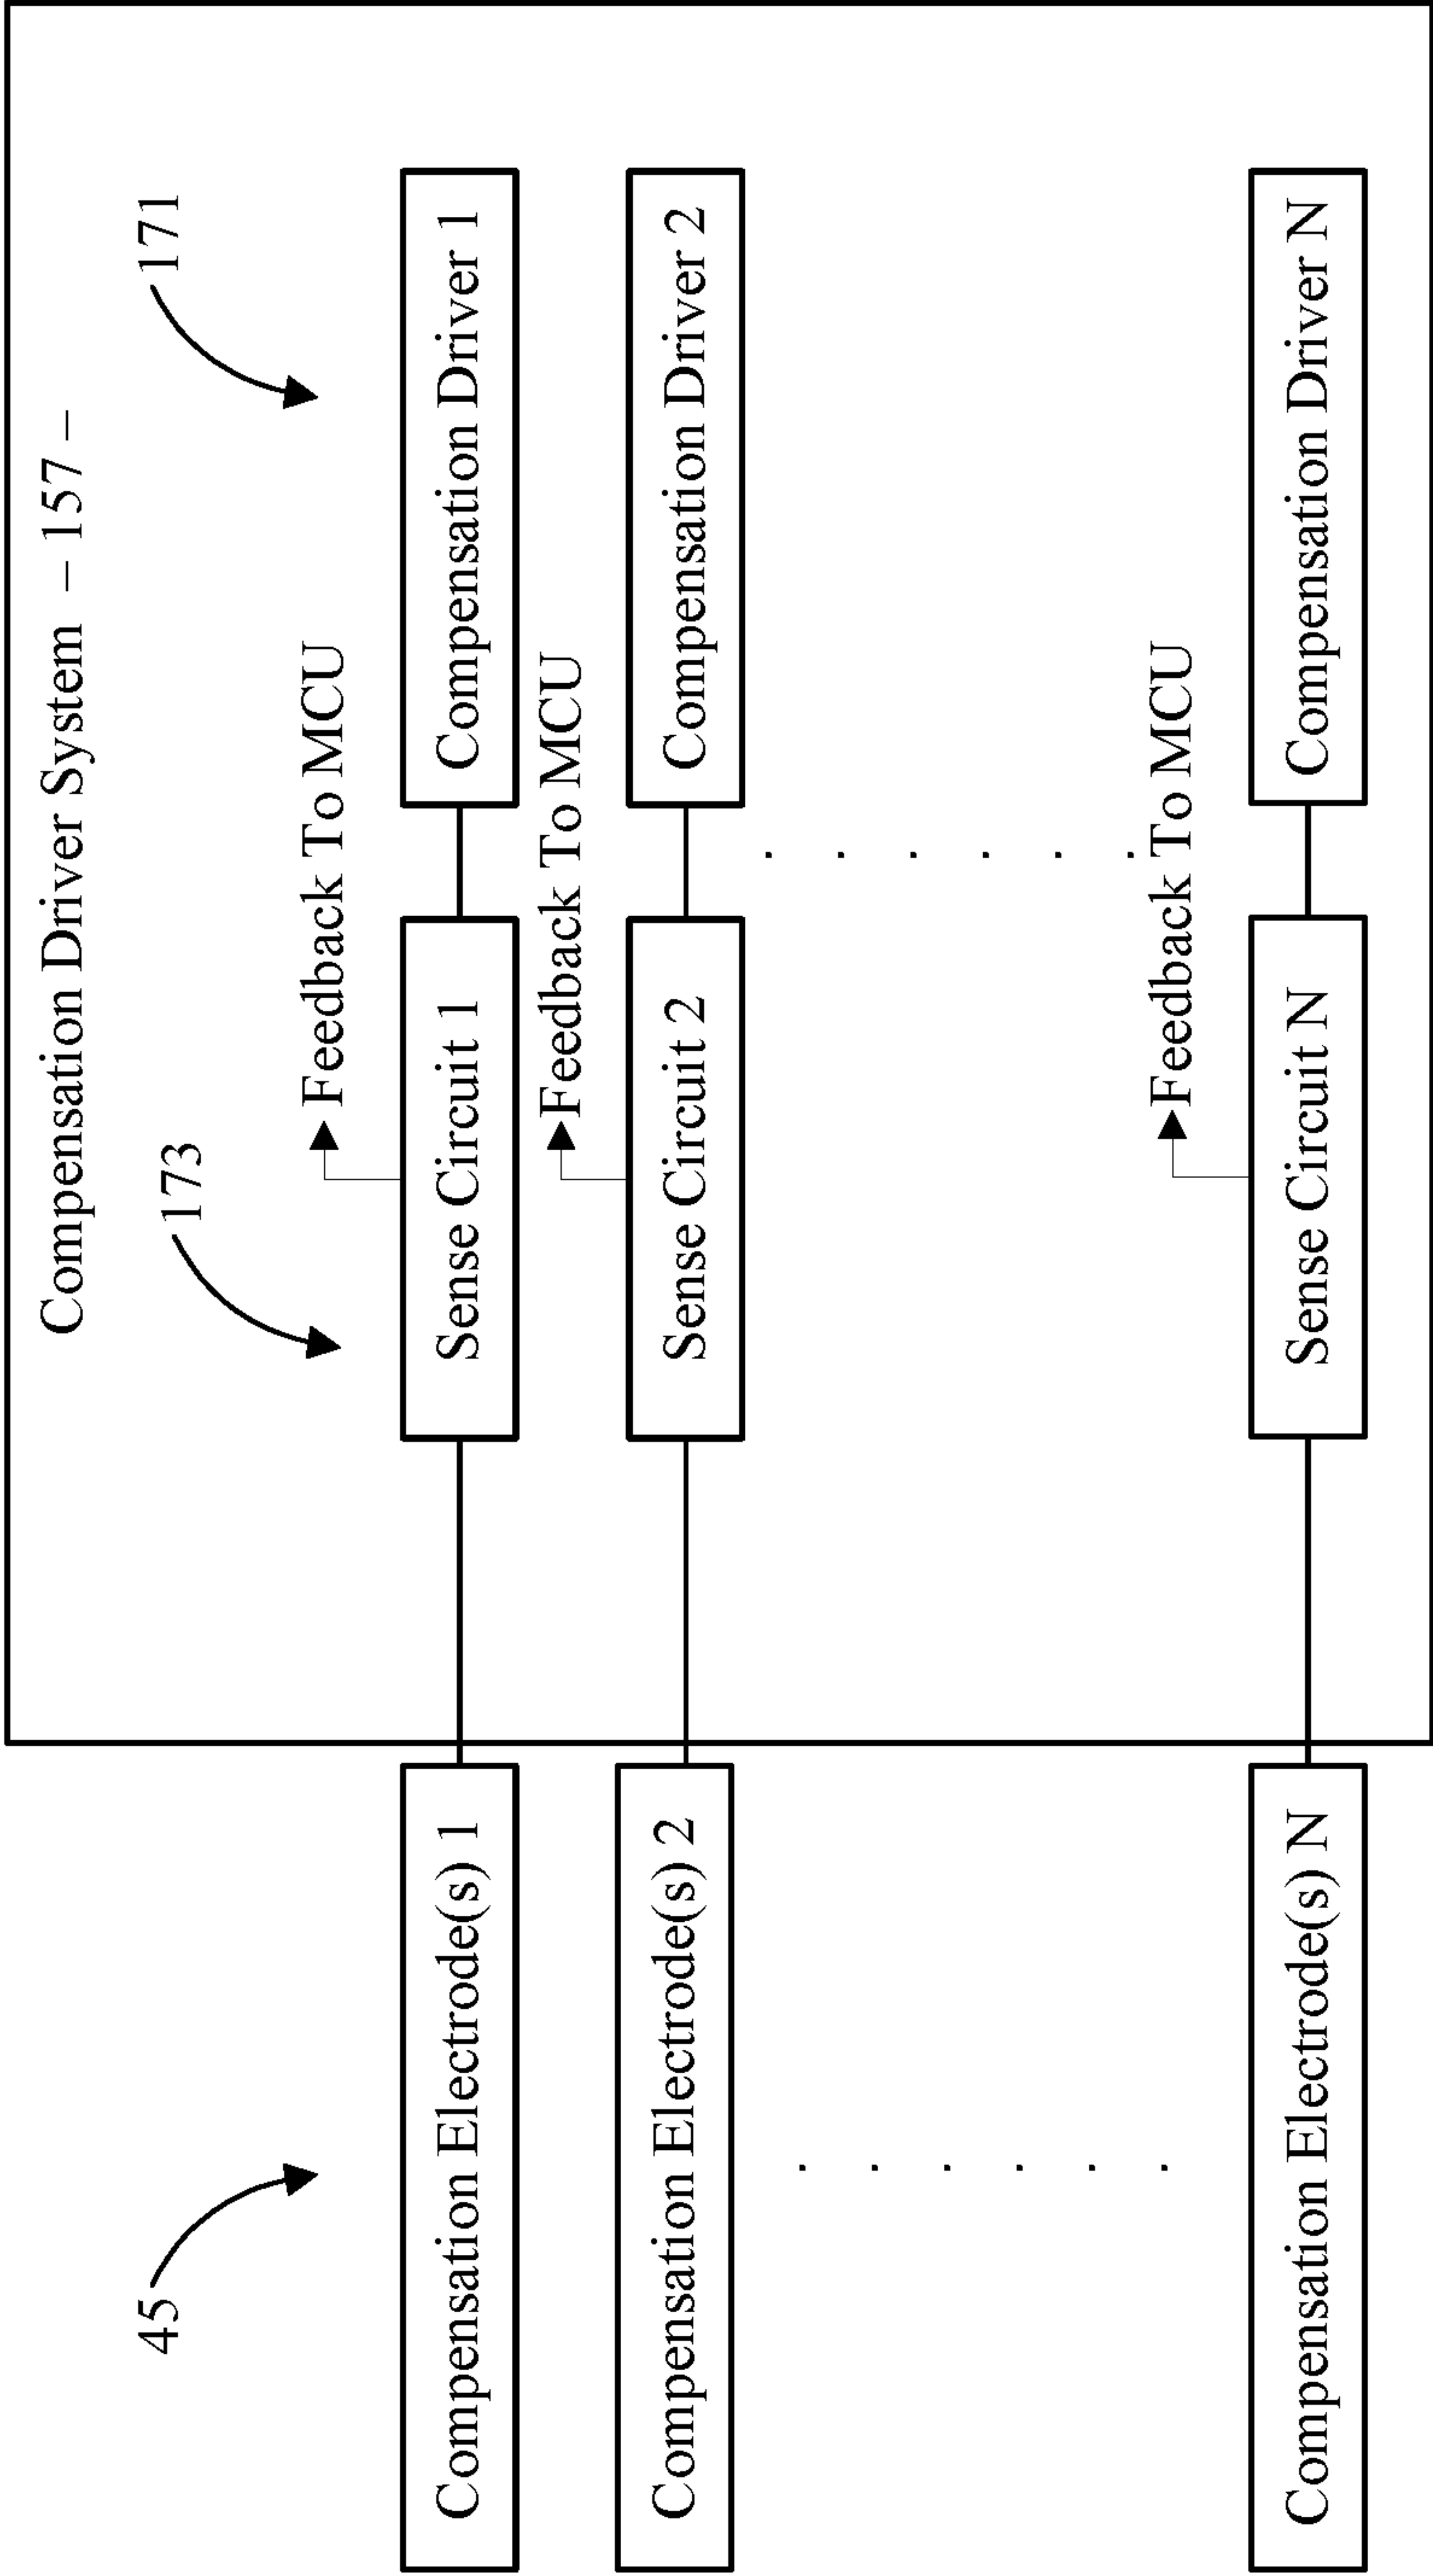 Compensation Driver System – 157 –
45
173
171
Feedback To MCU
Compensation Electrode(s) 1
Sense Circuit 1
Compensation Driver 1
Feedback To MCU
Compensation Electrode(s) 2
Sense Circuit 2
Compensation Driver 2
Feedback To MCU
Compensation Electrode(s) N
Sense Circuit N
Compensation Driver N